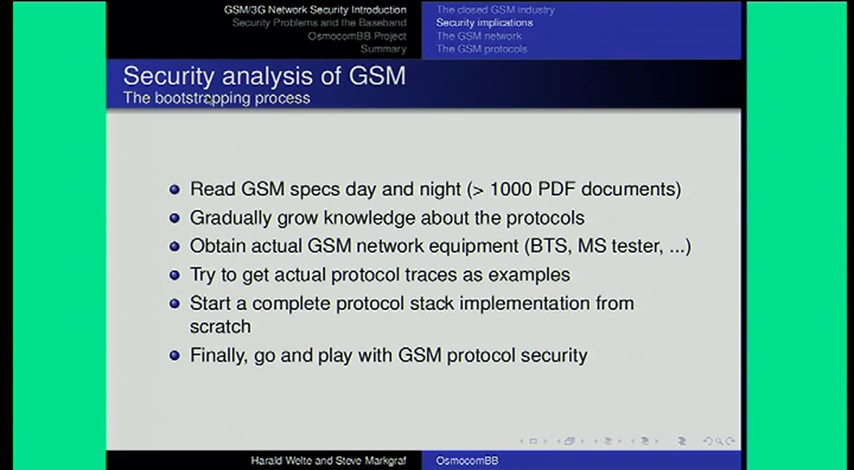 GSM/3G Network Security Introduction
Security Problems and the Baseband
OsmocomBB Project
Summary
The closed GSM industry
Security implications
The GSM network
The GSM protocols
Security analysis of GSM
The bootstrapping process
Read GSM specs day and night (> 1000 PDF documents)
Gradually grow knowledge about the protocols
Obtain actual GSM network equipment (BTS, MS tester, ...)
Try to get actual protocol traces as examples
Start a complete protocol stack implementation from
scratch
Finally, go and play with GSM protocol security
Harald Welte and Steve Markgraf
OsmocomBB